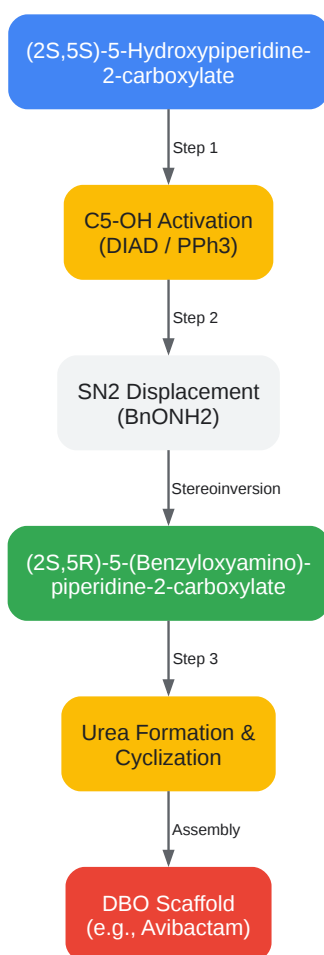 (2S,5S)-5-Hydroxypiperidine-
2-carboxylate
Step 1
C5-OH Activation
(DIAD / PPh3)
Step 2
SN2 Displacement
(BnONH2)
Stereoinversion
(2S,5R)-5-(Benzyloxyamino)-
piperidine-2-carboxylate
Step 3
Urea Formation &
Cyclization
Assembly
DBO Scaffold
(e.g., Avibactam)